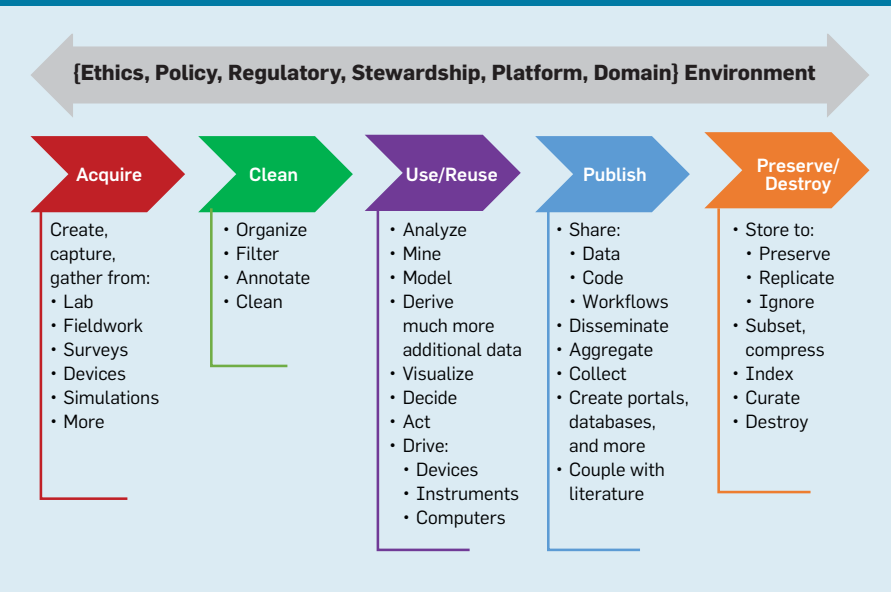 {Ethics, Policy, Regulatory, Stewardship, Platform, Domain} Environment
Acquire
Create,
capture,
gather from:
• Lab
• Fieldwork
• Surveys
• Devices
• Simulations
• More
Clean
• Organize
• Filter
• Annotate
• Clean
Use/Reuse
• Analyze
• Mine
• Model
• Derive
much more
additional data
• Visualize
• Decide
• Act
• Drive:
• Devices
• Instruments
• Computers
Publish
• Share:
• Data
• Code
• Workflows
• Disseminate
• Aggregate
• Collect
• Create portals,
databases,
and more
• Couple with
literature
Preserve/
Destroy
• Store to:
• Preserve
• Replicate
• Ignore
• Subset,
compress
• Index
• Curate
• Destroy